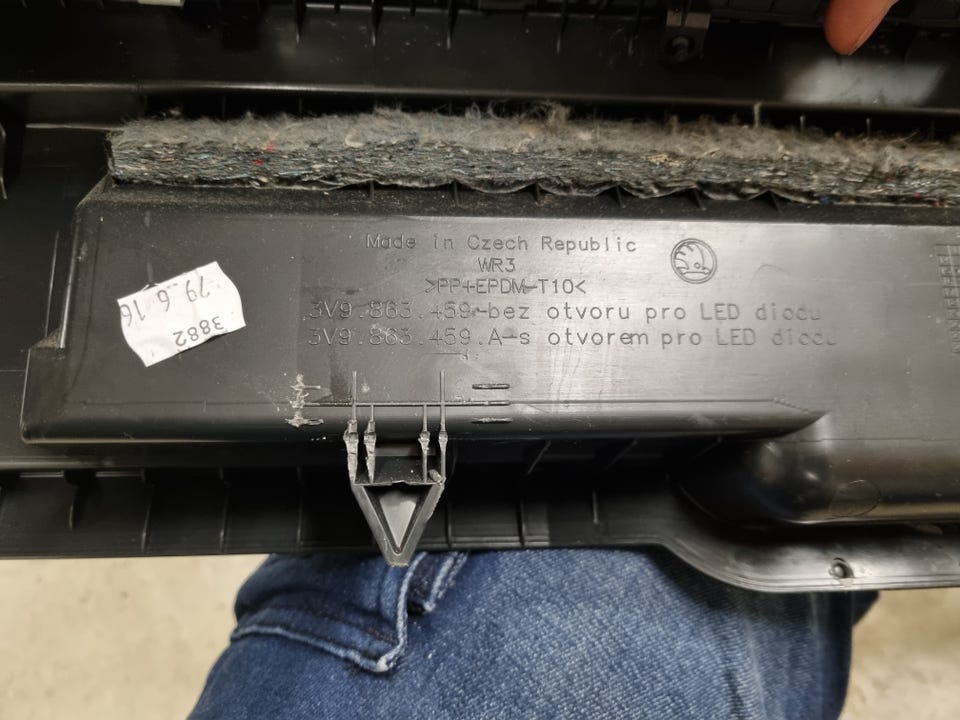 Made in Czech Republic
WR3
>PP+EPDM-T10<
3V9.863.459-bez otvoru pro LED diodu
3V9.863.459.A-s otvorem pro LED diodu
3882
19.6.16